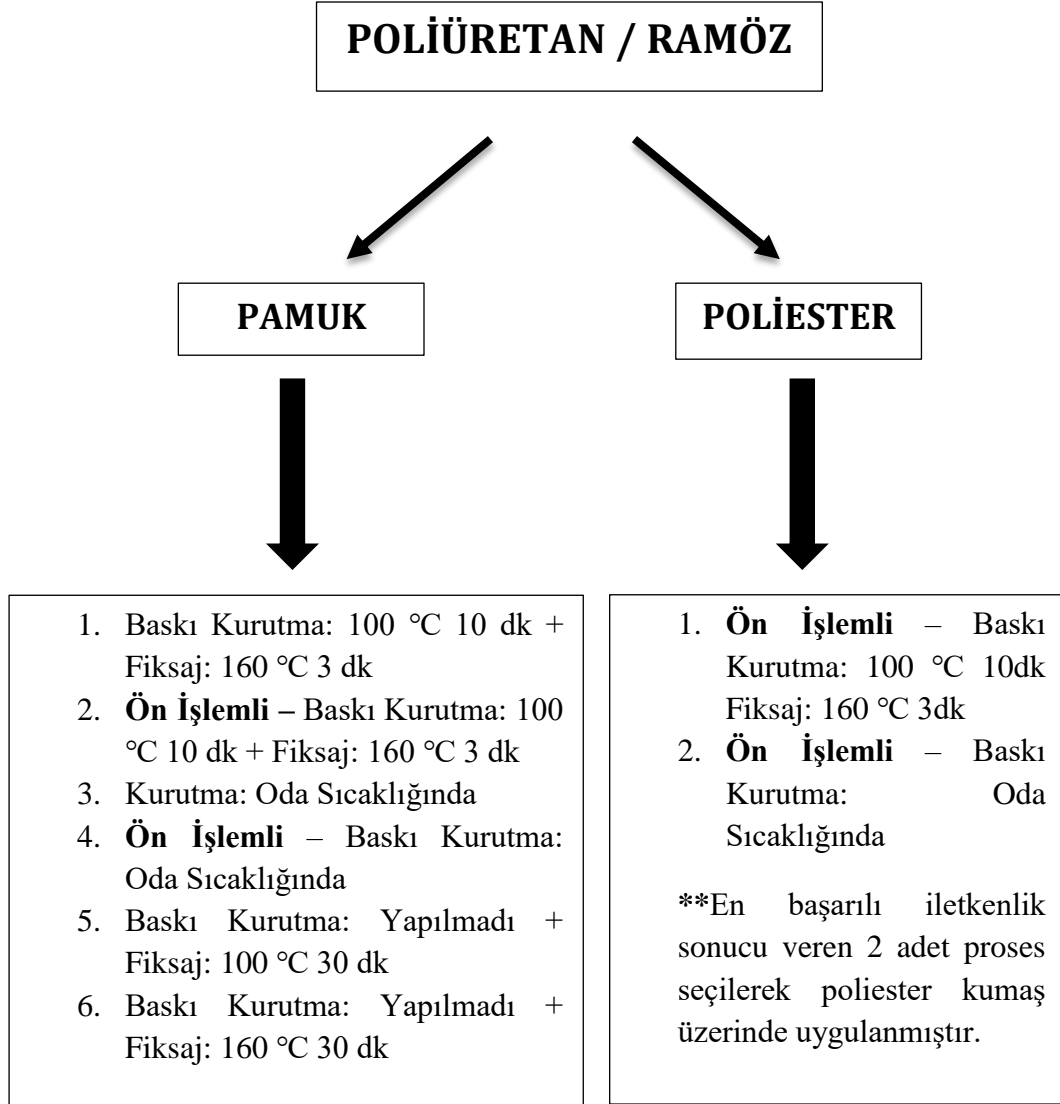 POLİÜRETAN / RAMÖZ
PAMUK
POLİESTER
1. Baskı Kurutma: 100 °C 10 dk +
Fiksaj: 160 °C 3 dk
2. Ön İşlemli – Baskı Kurutma: 100
°C 10 dk + Fiksaj: 160 °C 3 dk
3. Kurutma: Oda Sıcaklığında
4. Ön İşlemli – Baskı Kurutma:
Oda Sıcaklığında
5. Baskı Kurutma: Yapılmadı +
Fiksaj: 100 °C 30 dk
6. Baskı Kurutma: Yapılmadı +
Fiksaj: 160 °C 30 dk
1. Ön İşlemli – Baskı
Kurutma: 100 °C 10dk
Fiksaj: 160 °C 3dk
2. Ön İşlemli – Baskı
Kurutma: Oda
Sıcaklığında
**En başarılı iletkenlik
sonucu veren 2 adet proses
seçilerek poliester kumaş
üzerinde uygulanmıştır.